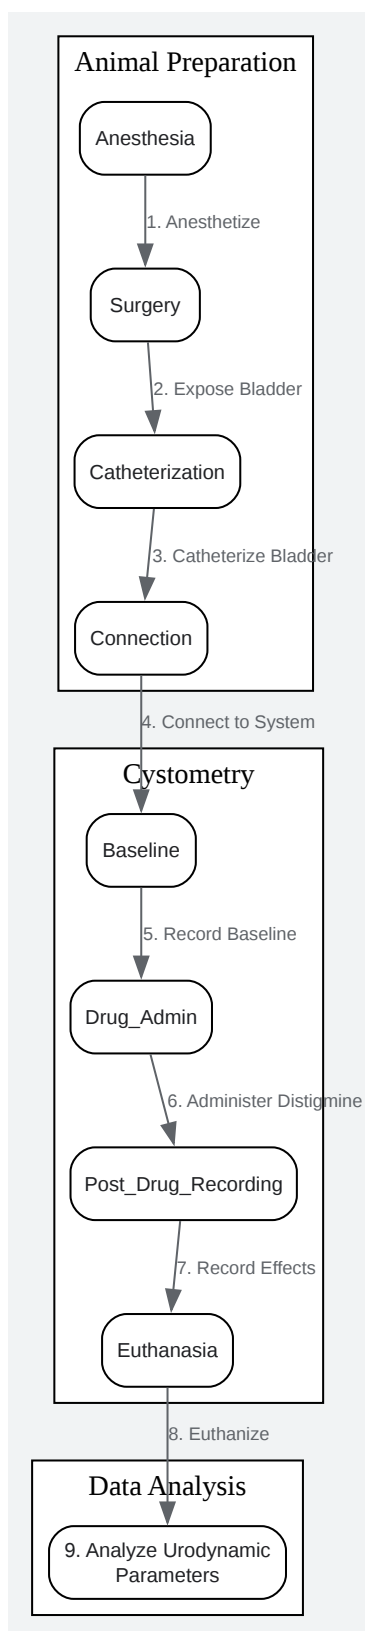 Animal Preparation
Anesthesia
1. Anesthetize
Surgery
2. Expose Bladder
Catheterization
3. Catheterize Bladder
Connection
4. Connect to System
Cystometry
Baseline
5. Record Baseline
Drug_Admin
6. Administer Distigmine
Post_Drug_Recording
7. Record Effects
Euthanasia
8. Euthanize
Data Analysis
9. Analyze Urodynamic
Parameters